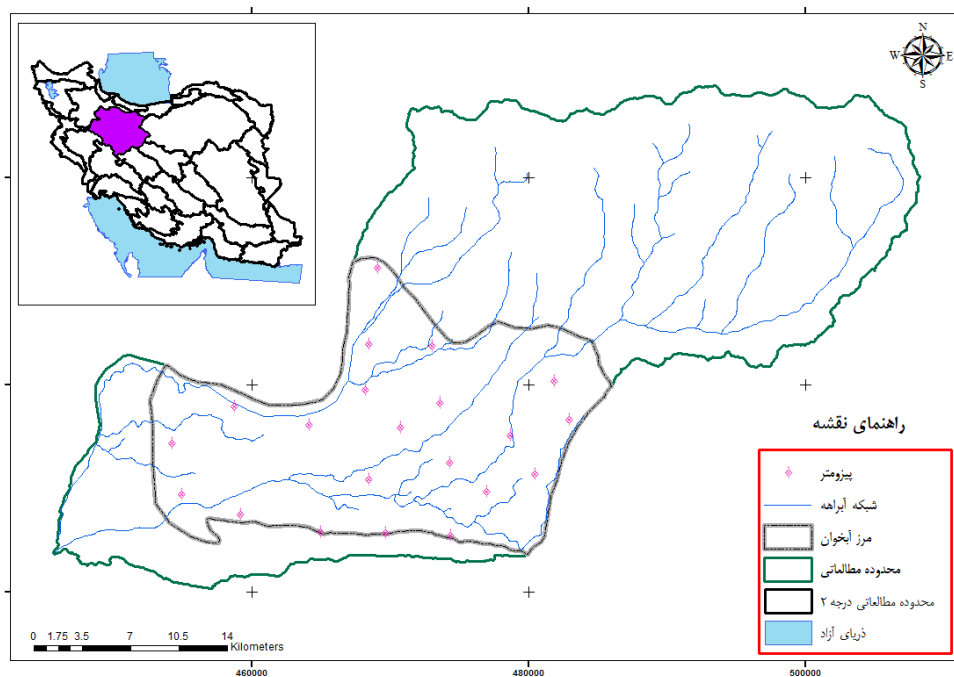 N
W E
S
راهنمای نقشه
پیزومتر
شبکه آبراهه
مرز آبخوان
محدوده مطالعاتی
محدوده مطالعاتی درجه ۲
دریای آزاد
0 1.75 3.5 7 10.5 14
Kilometers
460000 480000 500000